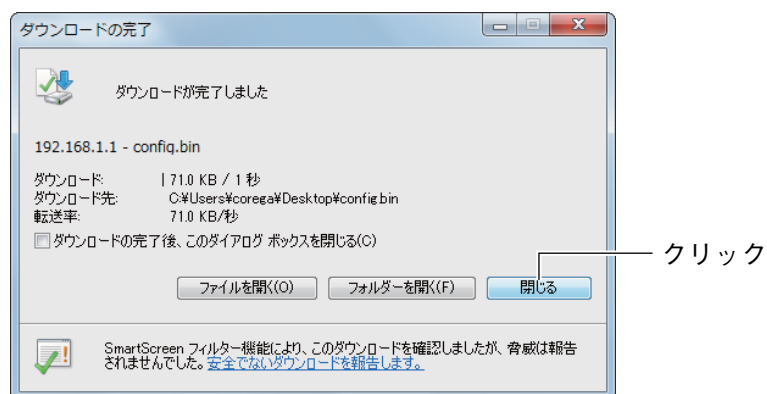 ダウンロードの完了
ダウンロードが完了しました
192.168.1.1 - config.bin
ダウンロード: 71.0 KB / 1 秒
ダウンロード先: C:¥Users¥corega¥Desktop¥config.bin
転送率: 71.0 KB/秒
ダウンロードの完了後、このダイアログ ボックスを閉じる(C)
ファイルを開く(O) フォルダーを開く(F) 閉じる
クリック
SmartScreen フィルター機能により、このダウンロードを確認しましたが、脅威は報告
されませんでした。安全でないダウンロードを報告します。